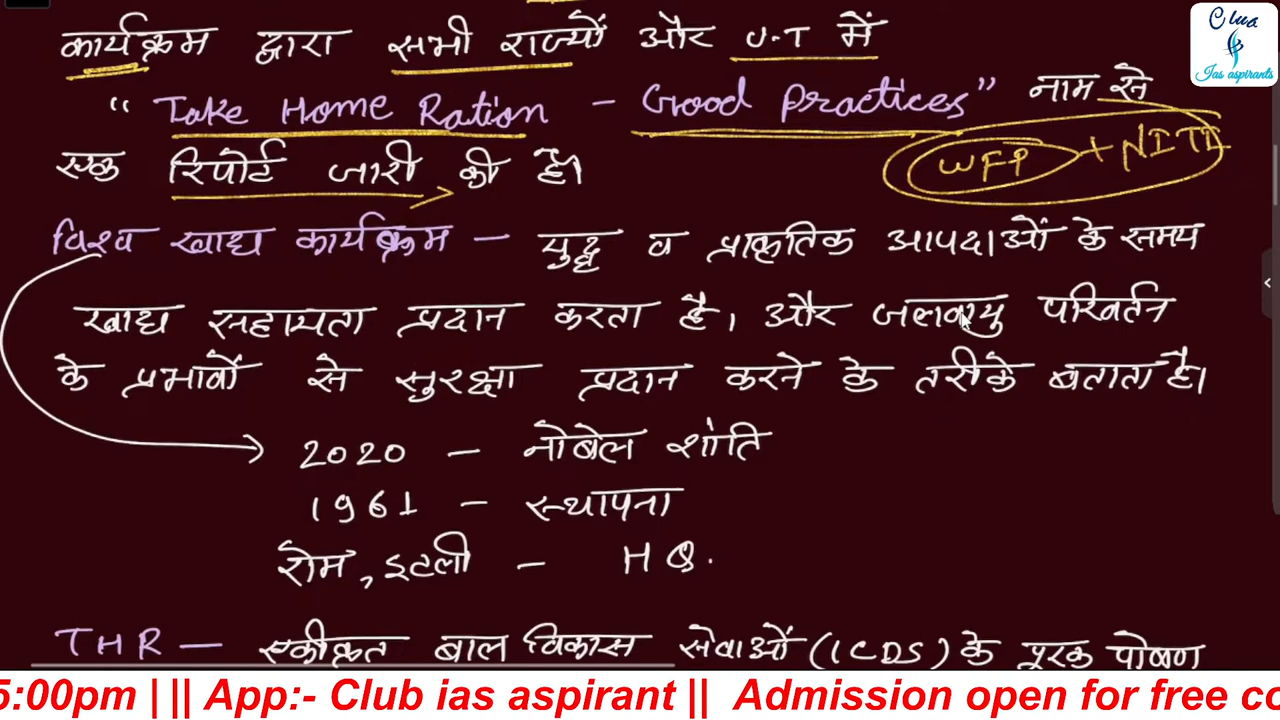 Club
Ias aspirants
कार्यक्रम द्वारा सभी राज्यों और U.T में
“Take Home Ration - Good Practices” नाम से
WFP + NITI
एक रिपोर्ट जारी की है।
विश्व खाद्य कार्यक्रम - युद्ध व प्राकृतिक आपदाओं के समय
खाद्य सहायता प्रदान करता है। और जलवायु परिवर्तन
के प्रभावों से सुरक्षा प्रदान करने के तरीके बताता है।
2020 - नोबेल शांति
1961 - स्थापना
रोम, इटली - HQ.
THR - एकीकृत बाल विकास सेवाओं (ICDS) के पूरक पोषण
5:00pm | || App:- Club ias aspirant || Admission open for free co